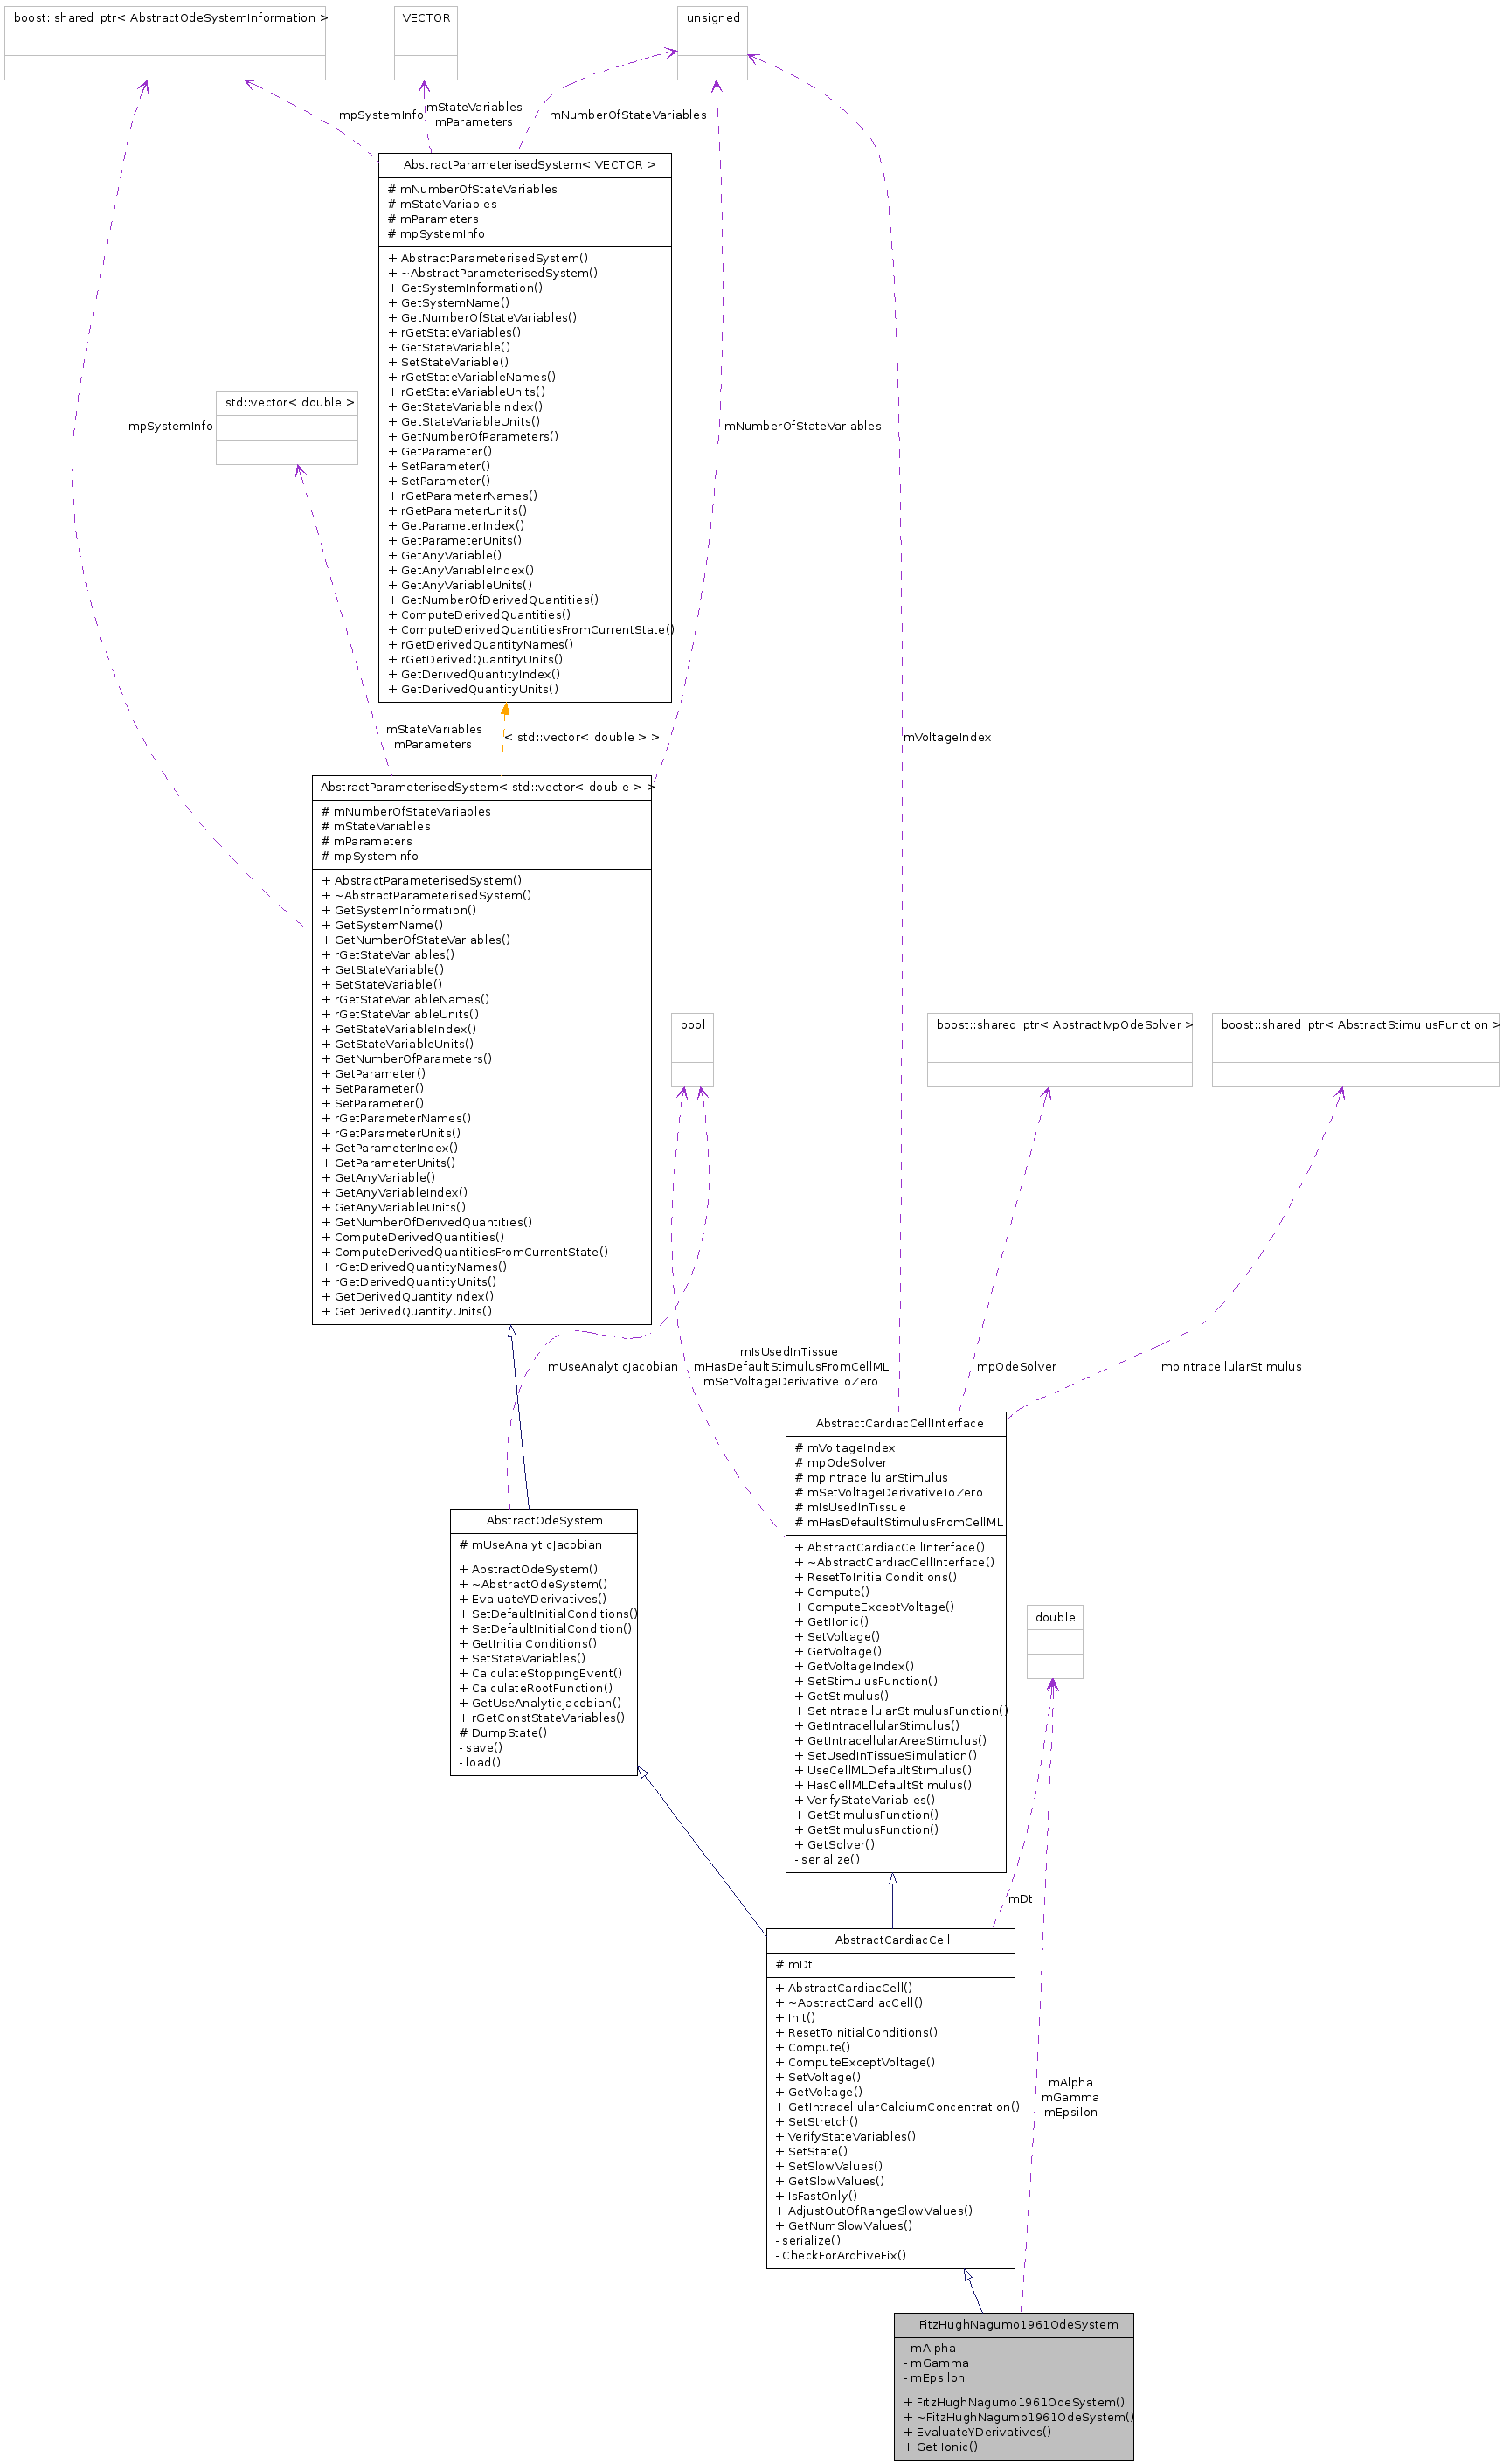 boost::shared_ptr< AbstractOdeSystemInformation >
VECTOR
unsigned
mpSystemInfo
mStateVariables
mParameters
mNumberOfStateVariables
AbstractParameterisedSystem< VECTOR >
# mNumberOfStateVariables
# mStateVariables
# mParameters
# mpSystemInfo
+ AbstractParameterisedSystem()
+ ~AbstractParameterisedSystem()
+ GetSystemInformation()
+ GetSystemName()
+ GetNumberOfStateVariables()
+ rGetStateVariables()
+ GetStateVariable()
+ SetStateVariable()
+ rGetStateVariableNames()
+ rGetStateVariableUnits()
+ GetStateVariableIndex()
+ GetStateVariableUnits()
+ GetNumberOfParameters()
+ GetParameter()
+ SetParameter()
+ SetParameter()
+ rGetParameterNames()
+ rGetParameterUnits()
+ GetParameterIndex()
+ GetParameterUnits()
+ GetAnyVariable()
+ GetAnyVariableIndex()
+ GetAnyVariableUnits()
+ GetNumberOfDerivedQuantities()
+ ComputeDerivedQuantities()
+ ComputeDerivedQuantitiesFromCurrentState()
+ rGetDerivedQuantityNames()
+ rGetDerivedQuantityUnits()
+ GetDerivedQuantityIndex()
+ GetDerivedQuantityUnits()
std::vector< double >
mpSystemInfo
mNumberOfStateVariables
mStateVariables
mParameters
< std::vector< double > >
mVoltageIndex
AbstractParameterisedSystem< std::vector< double > >
# mNumberOfStateVariables
# mStateVariables
# mParameters
# mpSystemInfo
+ AbstractParameterisedSystem()
+ ~AbstractParameterisedSystem()
+ GetSystemInformation()
+ GetSystemName()
+ GetNumberOfStateVariables()
+ rGetStateVariables()
+ GetStateVariable()
+ SetStateVariable()
+ rGetStateVariableNames()
+ rGetStateVariableUnits()
+ GetStateVariableIndex()
+ GetStateVariableUnits()
+ GetNumberOfParameters()
+ GetParameter()
+ SetParameter()
+ SetParameter()
+ rGetParameterNames()
+ rGetParameterUnits()
+ GetParameterIndex()
+ GetParameterUnits()
+ GetAnyVariable()
+ GetAnyVariableIndex()
+ GetAnyVariableUnits()
+ GetNumberOfDerivedQuantities()
+ ComputeDerivedQuantities()
+ ComputeDerivedQuantitiesFromCurrentState()
+ rGetDerivedQuantityNames()
+ rGetDerivedQuantityUnits()
+ GetDerivedQuantityIndex()
+ GetDerivedQuantityUnits()
bool
boost::shared_ptr< AbstractIvpOdeSolver >
boost::shared_ptr< AbstractStimulusFunction >
mUseAnalyticJacobian
mIsUsedInTissue
mHasDefaultStimulusFromCellML
mSetVoltageDerivativeToZero
mpOdeSolver
mpIntracellularStimulus
AbstractCardiacCellInterface
# mVoltageIndex
# mpOdeSolver
# mpIntracellularStimulus
# mSetVoltageDerivativeToZero
# mIsUsedInTissue
# mHasDefaultStimulusFromCellML
+ AbstractCardiacCellInterface()
+ ~AbstractCardiacCellInterface()
+ ResetToInitialConditions()
+ Compute()
+ ComputeExceptVoltage()
+ GetIIonic()
+ SetVoltage()
+ GetVoltage()
+ GetVoltageIndex()
+ SetStimulusFunction()
+ GetStimulus()
+ SetIntracellularStimulusFunction()
+ GetIntracellularStimulus()
+ GetIntracellularAreaStimulus()
+ SetUsedInTissueSimulation()
+ UseCellMLDefaultStimulus()
+ HasCellMLDefaultStimulus()
+ VerifyStateVariables()
+ GetStimulusFunction()
+ GetStimulusFunction()
+ GetSolver()
- serialize()
AbstractOdeSystem
# mUseAnalyticJacobian
+ AbstractOdeSystem()
+ ~AbstractOdeSystem()
+ EvaluateYDerivatives()
+ SetDefaultInitialConditions()
+ SetDefaultInitialCondition()
+ GetInitialConditions()
+ SetStateVariables()
+ CalculateStoppingEvent()
+ CalculateRootFunction()
+ GetUseAnalyticJacobian()
+ rGetConstStateVariables()
# DumpState()
- save()
- load()
double
mDt
AbstractCardiacCell
# mDt
+ AbstractCardiacCell()
+ ~AbstractCardiacCell()
+ Init()
+ ResetToInitialConditions()
+ Compute()
+ ComputeExceptVoltage()
+ SetVoltage()
+ GetVoltage()
+ GetIntracellularCalciumConcentration()
+ SetStretch()
+ VerifyStateVariables()
+ SetState()
+ SetSlowValues()
+ GetSlowValues()
+ IsFastOnly()
+ AdjustOutOfRangeSlowValues()
+ GetNumSlowValues()
- serialize()
- CheckForArchiveFix()
mAlpha
mGamma
mEpsilon
FitzHughNagumo1961OdeSystem
- mAlpha
- mGamma
- mEpsilon
+ FitzHughNagumo1961OdeSystem()
+ ~FitzHughNagumo1961OdeSystem()
+ EvaluateYDerivatives()
+ GetIIonic()